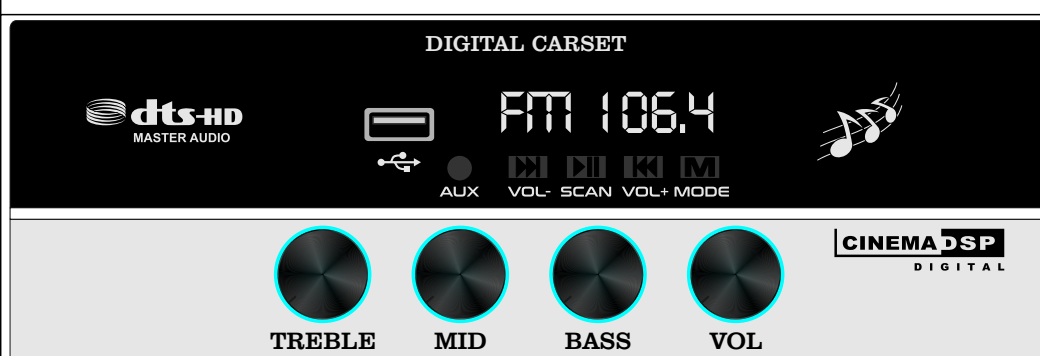 DIGITAL CARSET
dts-HD
MASTER AUDIO
FM 106.4
M
AUX VOL- SCAN VOL+ MODE
CINEMA DSP
DIGITAL
TREBLE MID BASS VOL